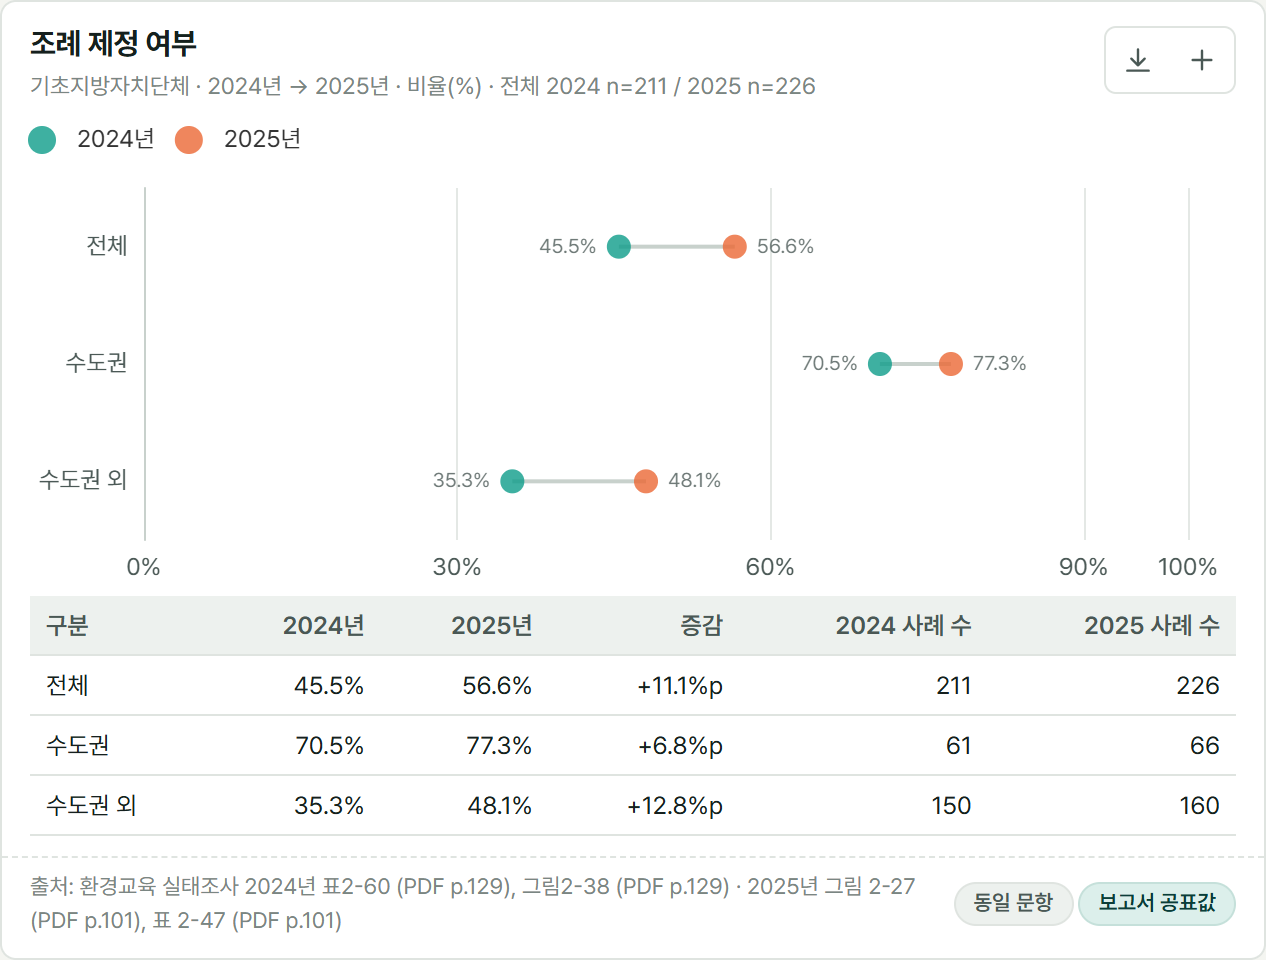 조례 제정 여부
기초지방자치단체 · 2024년 → 2025년 · 비율(%) · 전체 2024 n=211 / 2025 n=226
2024년 2025년
전체 45.5% 56.6%
수도권 70.5% 77.3%
수도권 외 35.3% 48.1%
0% 30% 60% 90% 100%
구분 2024년 2025년 증감 2024 사례 수 2025 사례 수
전체 45.5% 56.6% +11.1%p 211 226
수도권 70.5% 77.3% +6.8%p 61 66
수도권 외 35.3% 48.1% +12.8%p 150 160
출처: 환경교육 실태조사 2024년 표2-60 (PDF p.129), 그림2-38 (PDF p.129) · 2025년 그림 2-27
(PDF p.101), 표 2-47 (PDF p.101)
동일 문항 보고서 공표값